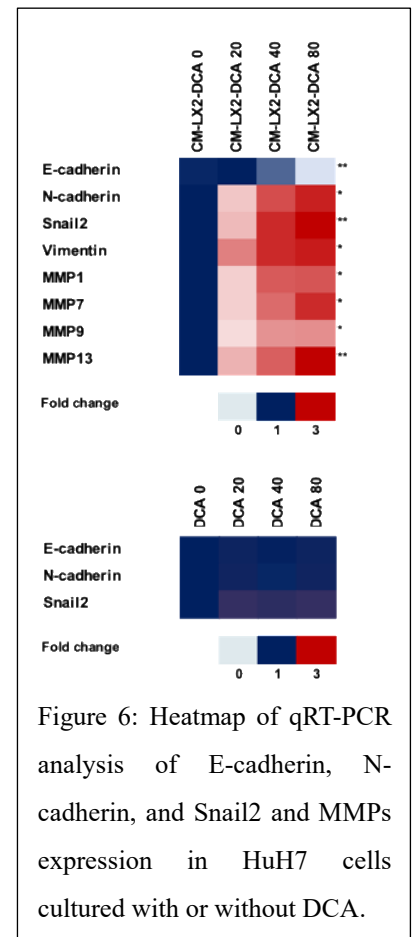 CM-LX2-DCA 0
CM-LX2-DCA 20
CM-LX2-DCA 40
CM-LX2-DCA 80
E-cadherin **
N-cadherin *
Snail2 **
Vimentin *
MMP1 *
MMP7 *
MMP9 *
MMP13 **
Fold change
0 1 3
DCA 0
DCA 20
DCA 40
DCA 80
E-cadherin
N-cadherin
Snail2
Fold change
0 1 3
Figure 6: Heatmap of qRT-PCR
analysis of E-cadherin, N-
cadherin, and Snail2 and MMPs
expression in HuH7 cells
cultured with or without DCA.